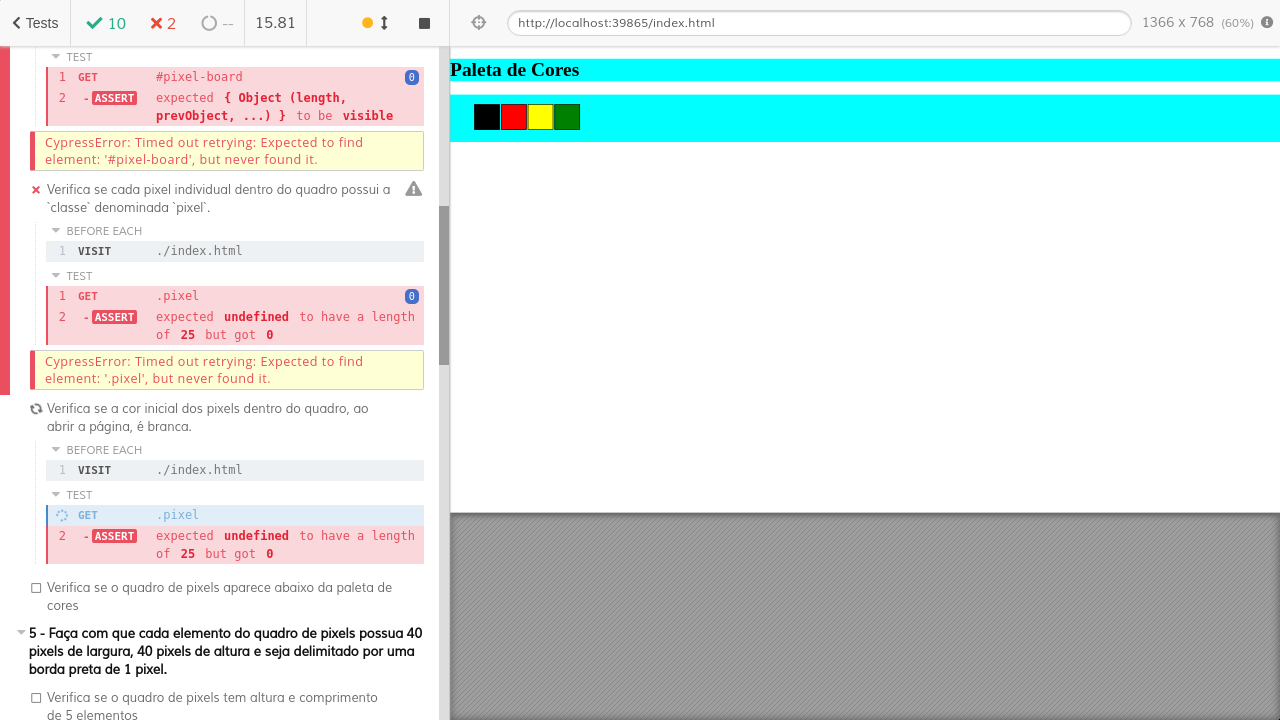 Tests
10
2
--
15.81
http://localhost:39865/index.html
1366 x 768 (60%)
TEST
1 GET #pixel-board 0
2 - ASSERT expected { Object (length,
prevObject, ...) } to be visible
CypressError: Timed out retrying: Expected to find
element: '#pixel-board', but never found it.
Verifica se cada pixel individual dentro do quadro possui a
`classe` denominada `pixel`.
BEFORE EACH
1 VISIT ./index.html
TEST
1 GET .pixel 0
2 - ASSERT expected undefined to have a length
of 25 but got 0
CypressError: Timed out retrying: Expected to find
element: '.pixel', but never found it.
Verifica se a cor inicial dos pixels dentro do quadro, ao
abrir a página, é branca.
BEFORE EACH
1 VISIT ./index.html
TEST
GET .pixel
2 - ASSERT expected undefined to have a length
of 25 but got 0
Verifica se o quadro de pixels aparece abaixo da paleta de
cores
5 - Faça com que cada elemento do quadro de pixels possua 40
pixels de largura, 40 pixels de altura e seja delimitado por uma
borda preta de 1 pixel.
Verifica se o quadro de pixels tem altura e comprimento
de 5 elementos
Paleta de Cores